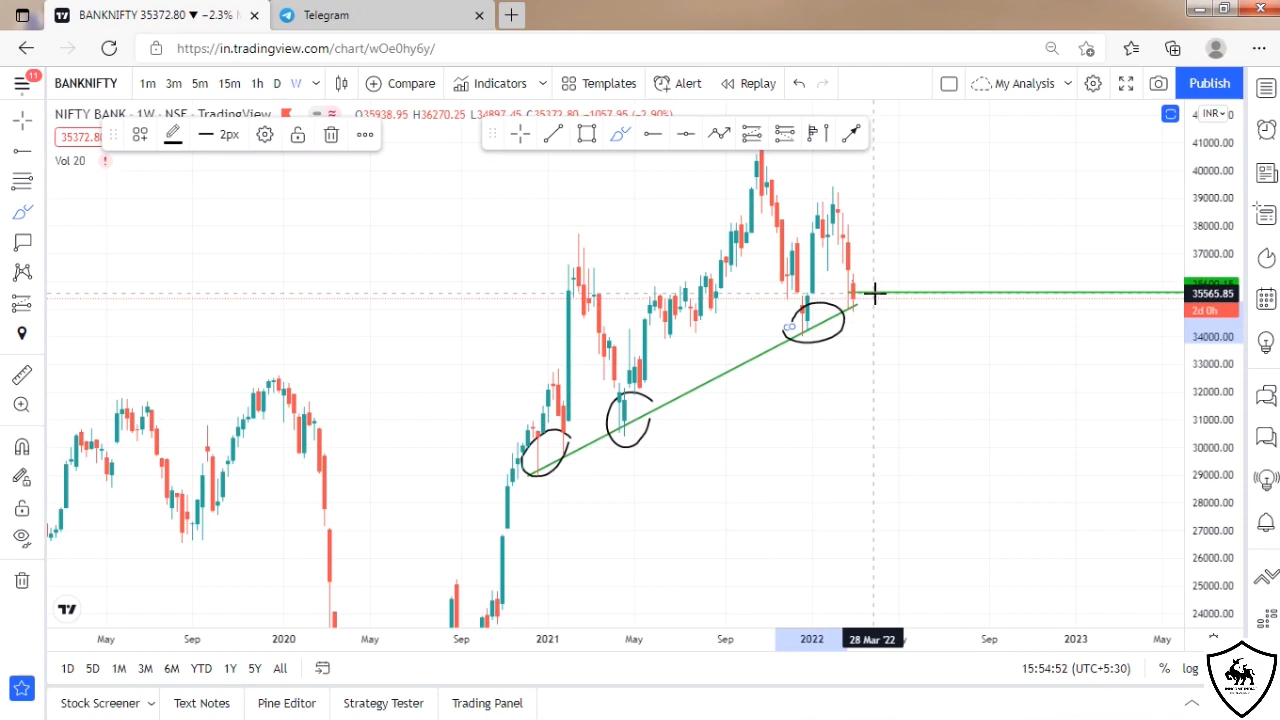 BANKNIFTY 35372.80 ▼ −2.3%
Telegram
https://in.tradingview.com/chart/wOe0hy6y/
11
BANKNIFTY 1m 3m 5m 15m 1h D W Compare Indicators Templates Alert Replay My Analysis Publish
NIFTY BANK · 1W · NSE · TradingView O35938.95 H36270.25 L34897.45 C35372.80 −1057.95 (−2.90%)
INR
35372.80
2px
Vol 20
41000.00
40000.00
39000.00
38000.00
37000.00
35565.85
2d 0h
34000.00
33000.00
32000.00
31000.00
30000.00
29000.00
28000.00
27000.00
26000.00
25000.00
24000.00
May Sep 2020 May Sep 2021 May Sep 2022 28 Mar '22 Sep 2023 May
1D 5D 1M 3M 6M YTD 1Y 5Y All 15:54:52 (UTC+5:30) % log
Stock Screener Text Notes Pine Editor Strategy Tester Trading Panel